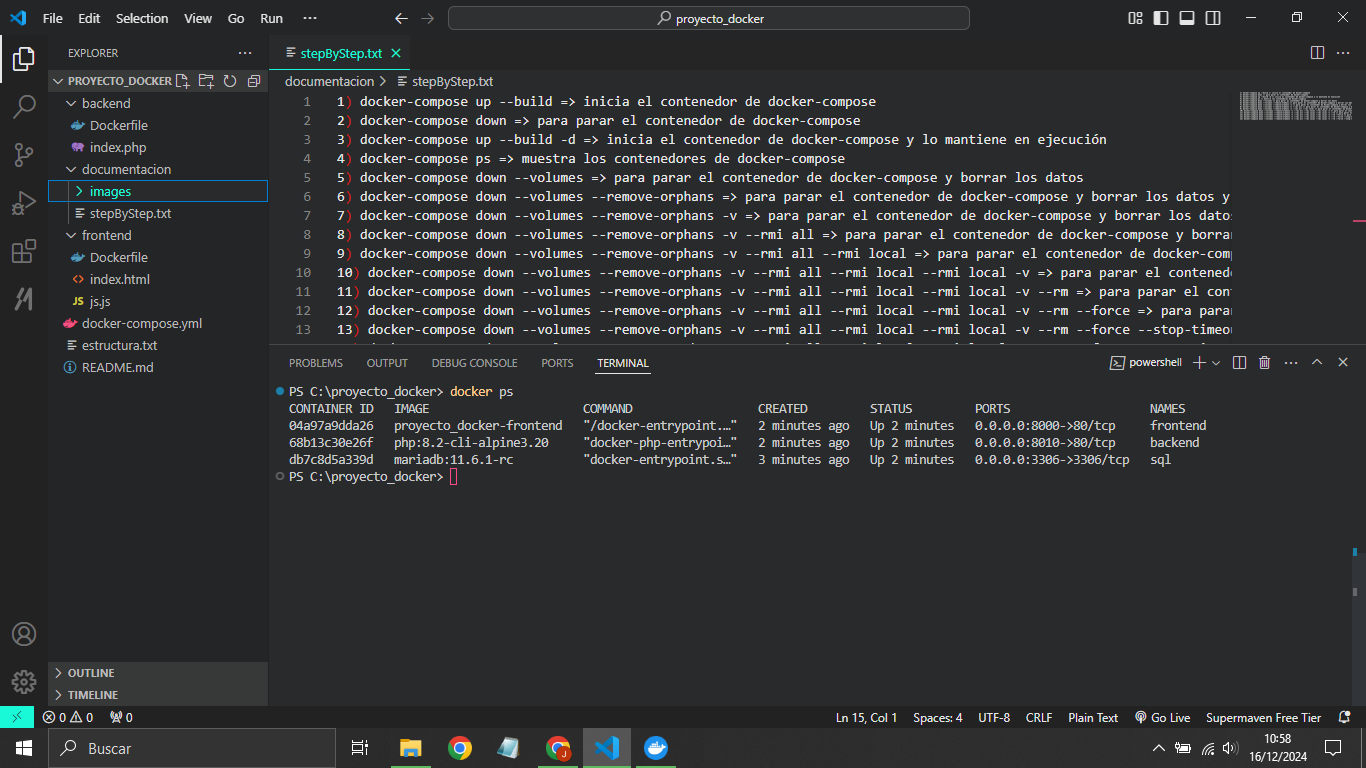 File Edit Selection View Go Run ··· proyecto_docker
EXPLORER ···
PROYECTO_DOCKER
backend
Dockerfile
index.php
documentacion
images
stepByStep.txt
frontend
Dockerfile
index.html
JS js.js
docker-compose.yml
estructura.txt
README.md
OUTLINE
TIMELINE
stepByStep.txt
documentacion > stepByStep.txt
1 1) docker-compose up --build => inicia el contenedor de docker-compose
2 2) docker-compose down => para parar el contenedor de docker-compose
3 3) docker-compose up --build -d => inicia el contenedor de docker-compose y lo mantiene en ejecución
4 4) docker-compose ps => muestra los contenedores de docker-compose
5 5) docker-compose down --volumes => para parar el contenedor de docker-compose y borrar los datos
6 6) docker-compose down --volumes --remove-orphans => para parar el contenedor de docker-compose y borrar los datos y
7 7) docker-compose down --volumes --remove-orphans -v => para parar el contenedor de docker-compose y borrar los datos
8 8) docker-compose down --volumes --remove-orphans -v --rmi all => para parar el contenedor de docker-compose y borra
9 9) docker-compose down --volumes --remove-orphans -v --rmi all --rmi local => para parar el contenedor de docker-com
10 10) docker-compose down --volumes --remove-orphans -v --rmi all --rmi local --rmi local -v => para parar el contened
11 11) docker-compose down --volumes --remove-orphans -v --rmi all --rmi local --rmi local -v --rm => para parar el con
12 12) docker-compose down --volumes --remove-orphans -v --rmi all --rmi local --rmi local -v --rm --force => para para
13 13) docker-compose down --volumes --remove-orphans -v --rmi all --rmi local --rmi local -v --rm --force --stop-timeou
PROBLEMS OUTPUT DEBUG CONSOLE PORTS TERMINAL powershell
PS C:\proyecto_docker> docker ps
CONTAINER ID IMAGE COMMAND CREATED STATUS PORTS NAMES
04a97a9dda26 proyecto_docker-frontend "/docker-entrypoint.…" 2 minutes ago Up 2 minutes 0.0.0.0:8000->80/tcp frontend
68b13c30e26f php:8.2-cli-alpine3.20 "docker-php-entrypoi…" 2 minutes ago Up 2 minutes 0.0.0.0:8010->80/tcp backend
db7c8d5a339d mariadb:11.6.1-rc "docker-entrypoint.s…" 3 minutes ago Up 2 minutes 0.0.0.0:3306->3306/tcp sql
PS C:\proyecto_docker>
0 0 0 Ln 15, Col 1 Spaces: 4 UTF-8 CRLF Plain Text Go Live Supermaven Free Tier
Buscar
10:58
16/12/2024